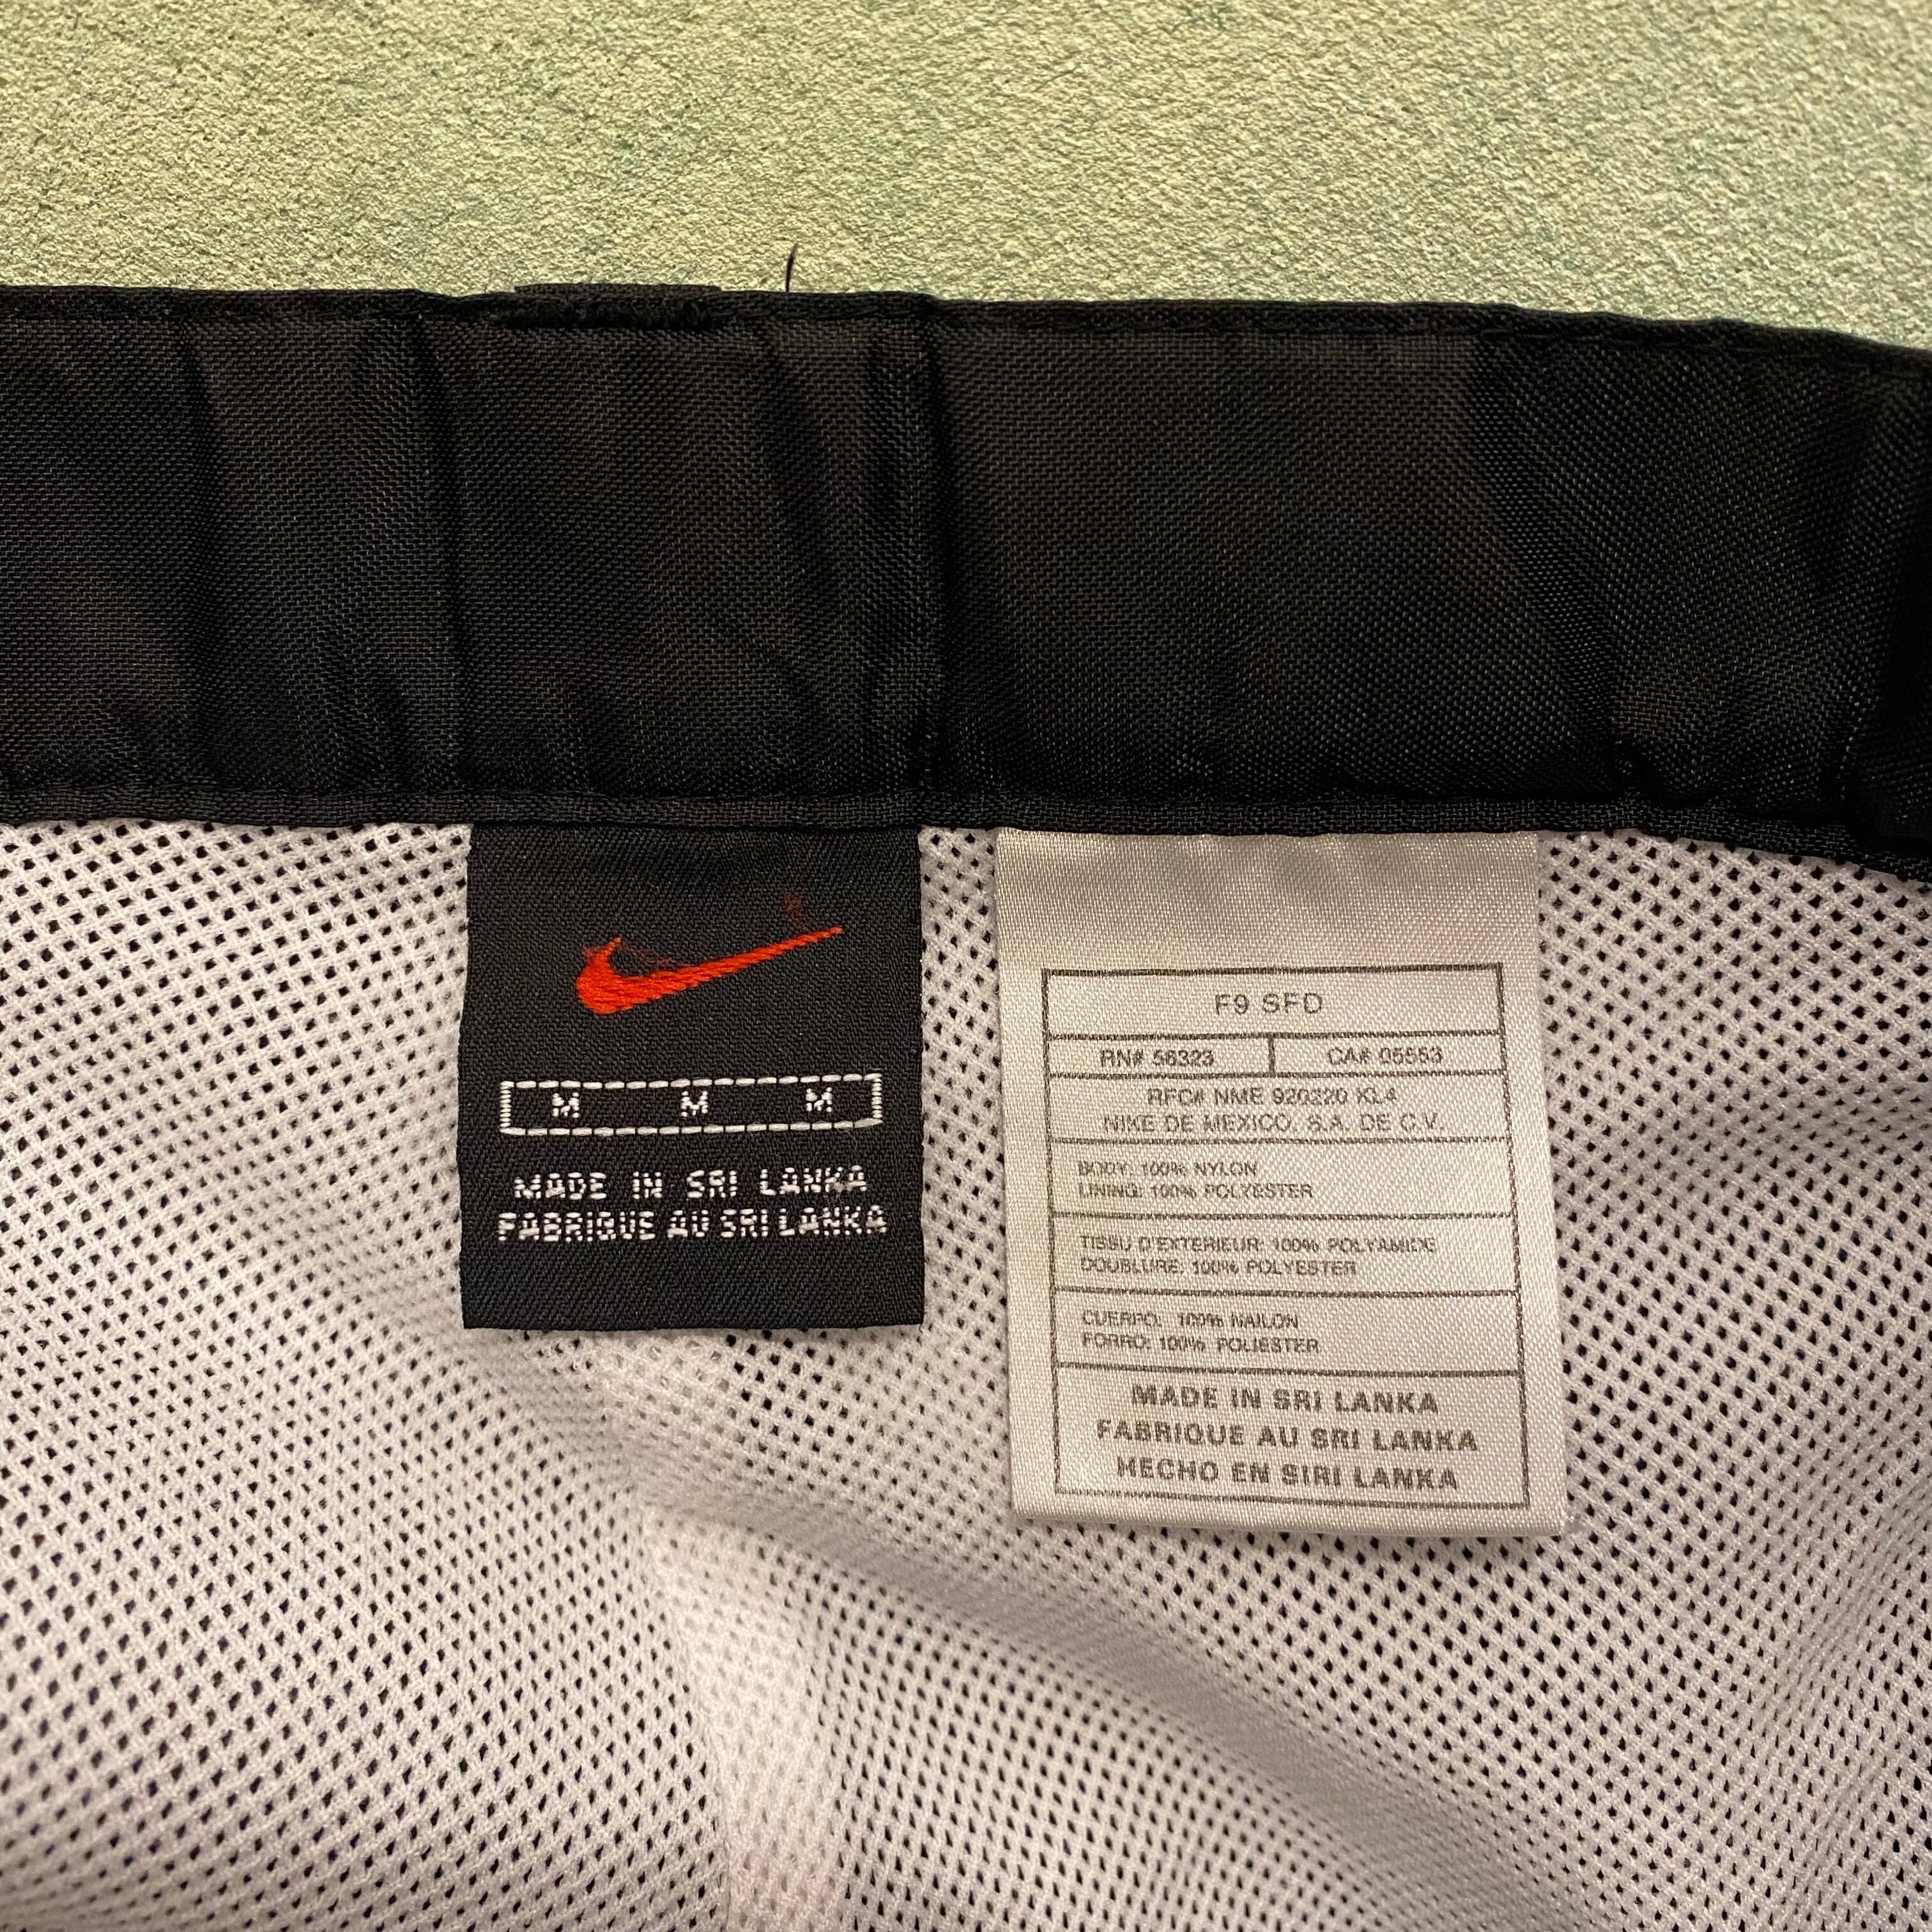 M M M
MADE IN SRI LANKA
FABRIQUE AU SRI LANKA
F9 SFD
RN# 56323 CA# 05553
RFC# NME 920220 KL4
NIKE DE MEXICO, S.A. DE C.V.
BODY: 100% NYLON
LINING: 100% POLYESTER
TISSU D'EXTERIEUR: 100% POLYAMIDE
DOUBLURE: 100% POLYESTER
CUERPO: 100% NAILON
FORRO: 100% POLIESTER
MADE IN SRI LANKA
FABRIQUE AU SRI LANKA
HECHO EN SIRI LANKA